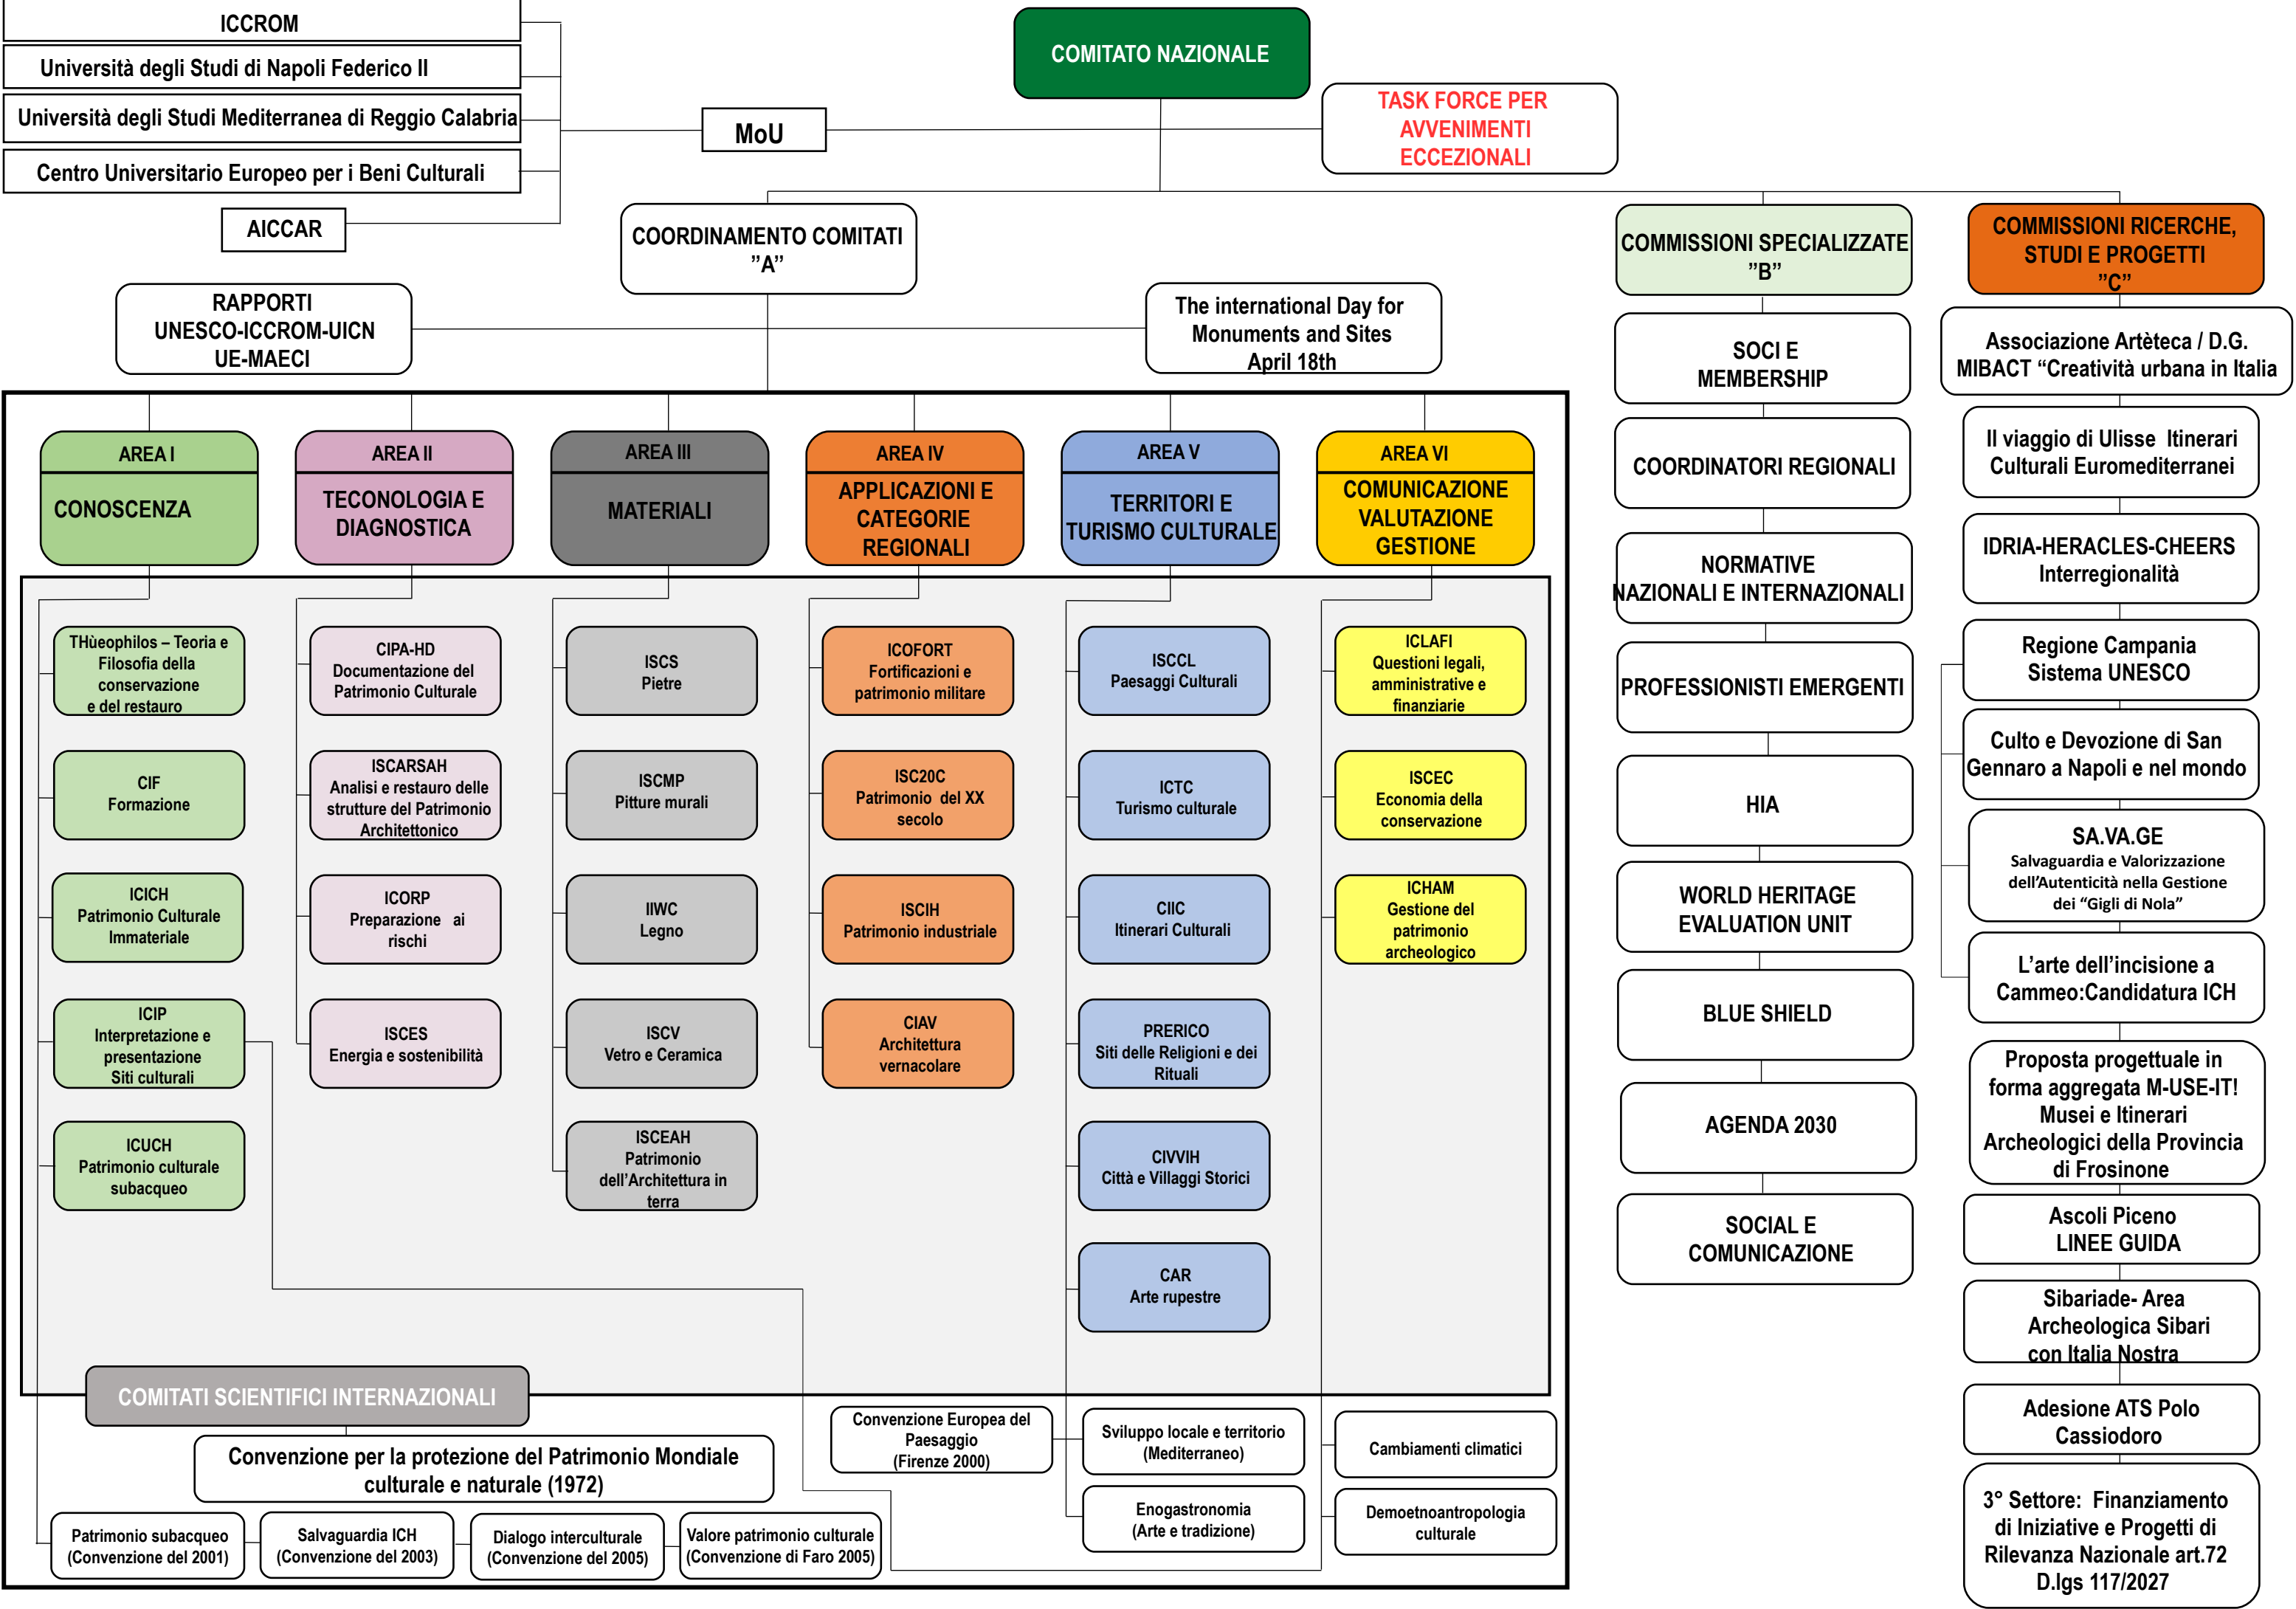 ICCROM
Università degli Studi di Napoli Federico II
Università degli Studi Mediterranea di Reggio Calabria
Centro Universitario Europeo per i Beni Culturali
AICCAR
MoU
COMITATO NAZIONALE
TASK FORCE PER
AVVENIMENTI
ECCEZIONALI
COORDINAMENTO COMITATI
”A”
RAPPORTI
UNESCO-ICCROM-UICN
UE-MAECI
The international Day for
Monuments and Sites
April 18th
AREA I
CONOSCENZA
THùeophilos – Teoria e
Filosofia della
conservazione
e del restauro
CIF
Formazione
ICICH
Patrimonio Culturale
Immateriale
ICIP
Interpretazione e
presentazione
Siti culturali
ICUCH
Patrimonio culturale
subacqueo
AREA II
TECONOLOGIA E
DIAGNOSTICA
CIPA-HD
Documentazione del
Patrimonio Culturale
ISCARSAH
Analisi e restauro delle
strutture del Patrimonio
Architettonico
ICORP
Preparazione ai
rischi
ISCES
Energia e sostenibilità
AREA III
MATERIALI
ISCS
Pietre
ISCMP
Pitture murali
IIWC
Legno
ISCV
Vetro e Ceramica
ISCEAH
Patrimonio
dell’Architettura in
terra
AREA IV
APPLICAZIONI E
CATEGORIE
REGIONALI
ICOFORT
Fortificazioni e
patrimonio militare
ISC20C
Patrimonio del XX
secolo
ISCIH
Patrimonio industriale
CIAV
Architettura
vernacolare
AREA V
TERRITORI E
TURISMO CULTURALE
ISCCL
Paesaggi Culturali
ICTC
Turismo culturale
CIIC
Itinerari Culturali
PRERICO
Siti delle Religioni e dei
Rituali
CIVVIH
Città e Villaggi Storici
CAR
Arte rupestre
AREA VI
COMUNICAZIONE
VALUTAZIONE
GESTIONE
ICLAFI
Questioni legali,
amministrative e
finanziarie
ISCEC
Economia della
conservazione
ICHAM
Gestione del
patrimonio
archeologico
COMITATI SCIENTIFICI INTERNAZIONALI
Convenzione per la protezione del Patrimonio Mondiale
culturale e naturale (1972)
Patrimonio subacqueo
(Convenzione del 2001)
Salvaguardia ICH
(Convenzione del 2003)
Dialogo interculturale
(Convenzione del 2005)
Valore patrimonio culturale
(Convenzione di Faro 2005)
Convenzione Europea del
Paesaggio
(Firenze 2000)
Sviluppo locale e territorio
(Mediterraneo)
Enogastronomia
(Arte e tradizione)
Cambiamenti climatici
Demoetnoantropologia
culturale
COMMISSIONI SPECIALIZZATE
”B”
SOCI E
MEMBERSHIP
COORDINATORI REGIONALI
NORMATIVE
NAZIONALI E INTERNAZIONALI
PROFESSIONISTI EMERGENTI
HIA
WORLD HERITAGE
EVALUATION UNIT
BLUE SHIELD
AGENDA 2030
SOCIAL E
COMUNICAZIONE
COMMISSIONI RICERCHE,
STUDI E PROGETTI
”C”
Associazione Artèteca / D.G.
MIBACT “Creatività urbana in Italia
Il viaggio di Ulisse Itinerari
Culturali Euromediterranei
IDRIA-HERACLES-CHEERS
Interregionalità
Regione Campania
Sistema UNESCO
Culto e Devozione di San
Gennaro a Napoli e nel mondo
SA.VA.GE
Salvaguardia e Valorizzazione
dell’Autenticità nella Gestione
dei “Gigli di Nola”
L’arte dell’incisione a
Cammeo:Candidatura ICH
Proposta progettuale in
forma aggregata M-USE-IT!
Musei e Itinerari
Archeologici della Provincia
di Frosinone
Ascoli Piceno
LINEE GUIDA
Sibariade- Area
Archeologica Sibari
con Italia Nostra
Adesione ATS Polo
Cassiodoro
3° Settore: Finanziamento
di Iniziative e Progetti di
Rilevanza Nazionale art.72
D.lgs 117/2027